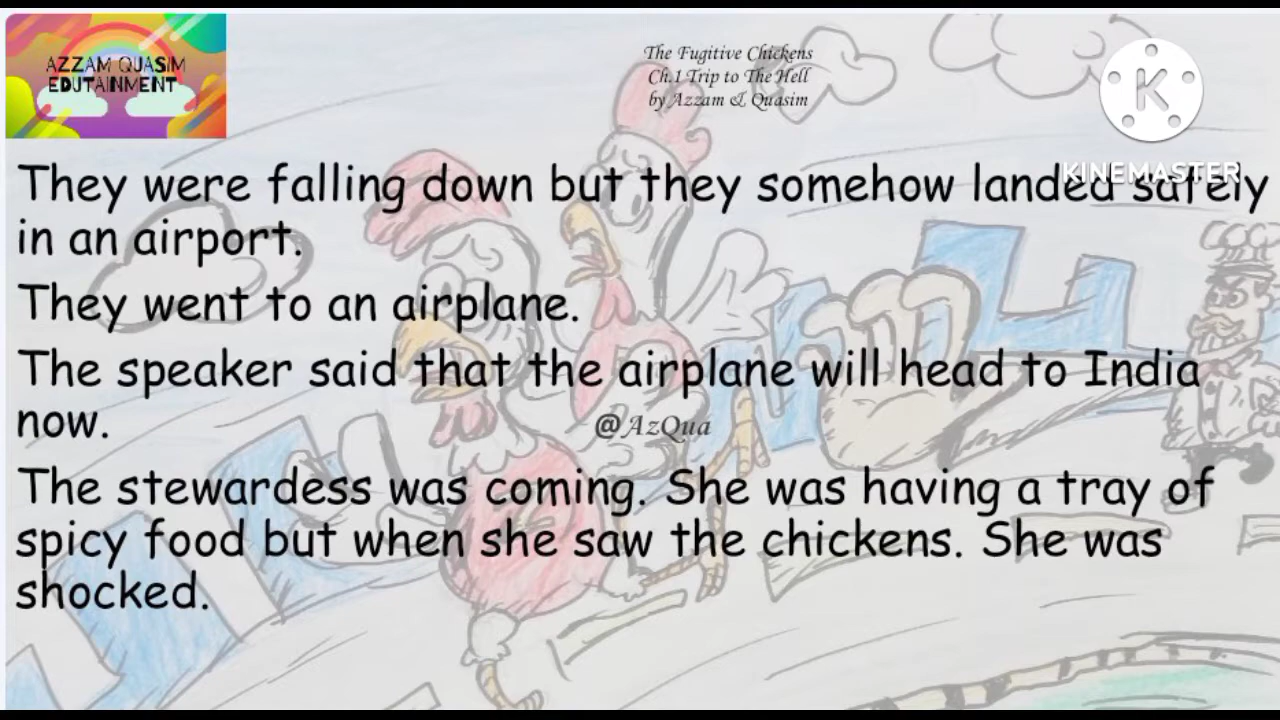 AZZAM QUASIM
EDUTAINMENT
The Fugitive Chickens
Ch.1 Trip to The Hell
by Azzam & Quasim
K
KINEMASTER
They were falling down but they somehow landed safely
in an airport.
They went to an airplane.
The speaker said that the airplane will head to India
now.
@AzQua
The stewardess was coming. She was having a tray of
spicy food but when she saw the chickens. She was
shocked.